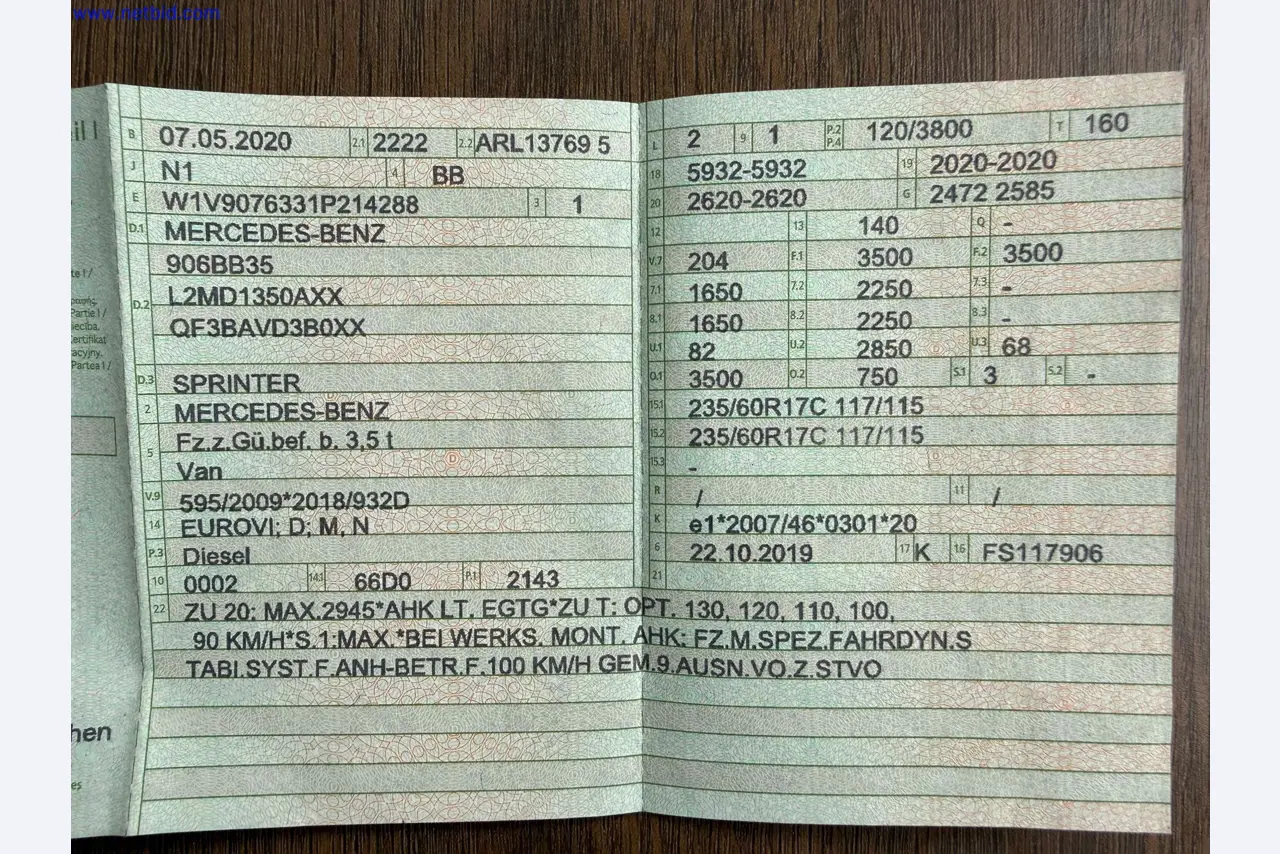 www.netbid.com
B 07.05.2020 2.1 2222 2.2 ARL13769 5
J N1 4 BB
E W1V9076331P214288 3 1
D.1 MERCEDES-BENZ
906BB35
D.2 L2MD1350AXX
QF3BAVD3B0XX
D.3 SPRINTER
2 MERCEDES-BENZ
Fz.z.Gü.bef. b. 3,5 t
5 Van
V.9 595/2009*2018/932D
14 EUROVI; D; M, N
P.3 Diesel
10 0002 14.1 66D0 P.1 2143
L 2 9 1 P.2 P.4 120/3800 T 160
18 5932-5932 19 2020-2020
20 2620-2620 G 2472 2585
12 13 140 Q -
V.7 204 F.1 3500 F.2 3500
7.1 1650 7.2 2250 7.3 -
8.1 1650 8.2 2250 8.3 -
U.1 82 U.2 2850 U.3 68
O.1 3500 O.2 750 S.1 3 S.2 -
15.1 235/60R17C 117/115
15.2 235/60R17C 117/115
15.3 -
R / 11 /
K e1*2007/46*0301*20
6 22.10.2019 17 K 16 FS117906
21
22 ZU 20: MAX.2945*AHK LT. EGTG*ZU T: OPT. 130, 120, 110, 100,
90 KM/H*S.1:MAX.*BEI WERKS. MONT. AHK: FZ.M.SPEZ.FAHRDYN.S
TABI.SYST.F.ANH-BETR.F.100 KM/H GEM.9.AUSN.VO.Z.STVO
eil I
te I /
Partie I /
ecība.
ertifikat
acyjny.
Partea I /
hen
es